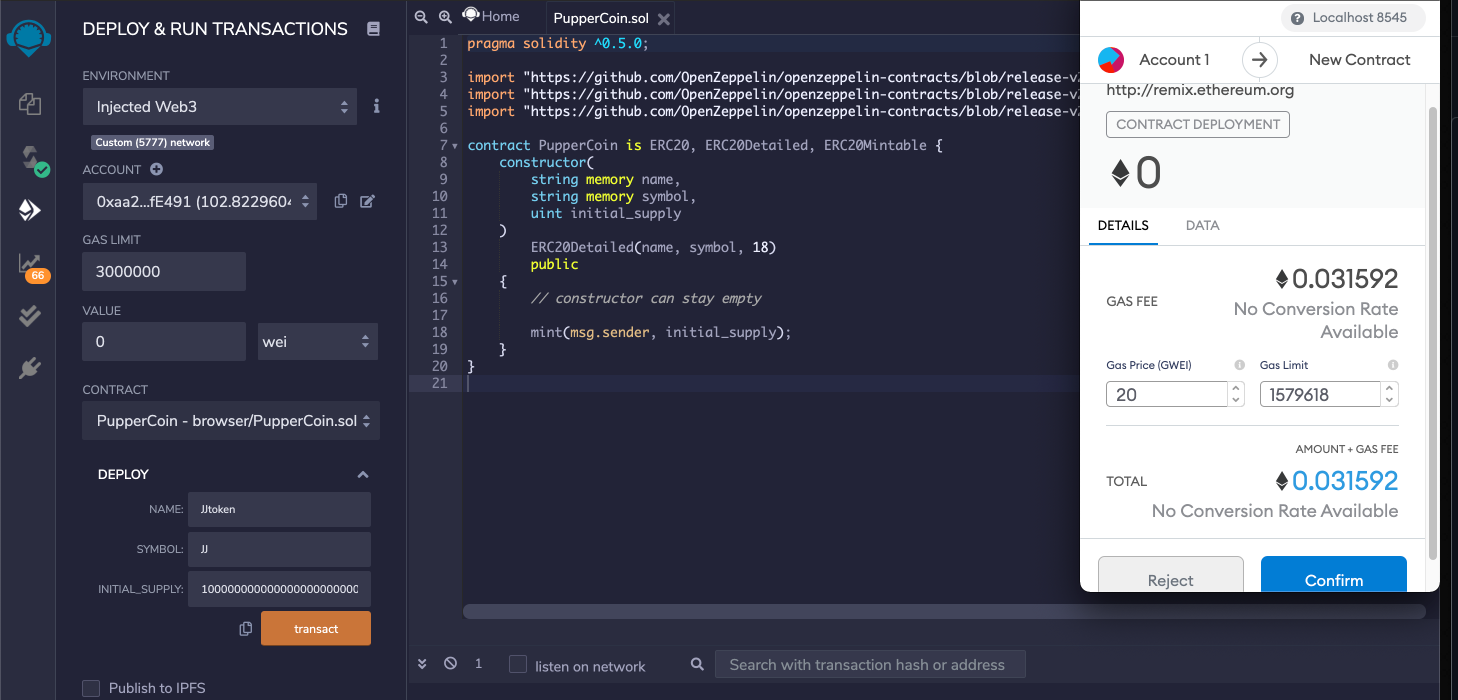 DEPLOY & RUN TRANSACTIONS
ENVIRONMENT
Injected Web3
Custom (5777) network
ACCOUNT
0xaa2...fE491 (102.8229604
GAS LIMIT
3000000
VALUE
0
wei
CONTRACT
PupperCoin - browser/PupperCoin.sol
DEPLOY
NAME:
JJtoken
SYMBOL:
JJ
INITIAL_SUPPLY:
transact
Publish to IPFS
66
Home
PupperCoin.sol
1 pragma solidity ^0.5.0;
2
3 import "https://github.com/OpenZeppelin/openzeppelin-contracts/blob/release-v
4 import "https://github.com/OpenZeppelin/openzeppelin-contracts/blob/release-v
5 import "https://github.com/OpenZeppelin/openzeppelin-contracts/blob/release-v
6
7 contract PupperCoin is ERC20, ERC20Detailed, ERC20Mintable {
8 constructor(
9 string memory name,
10 string memory symbol,
11 uint initial_supply
12 )
13 ERC20Detailed(name, symbol, 18)
14 public
15 {
16 // constructor can stay empty
17
18 mint(msg.sender, initial_supply);
19 }
20 }
21
1
listen on network
Search with transaction hash or address
Localhost 8545
Account 1
New Contract
http://remix.ethereum.org
CONTRACT DEPLOYMENT
0
DETAILS
DATA
GAS FEE
0.031592
No Conversion Rate
Available
Gas Price (GWEI)
Gas Limit
20
1579618
AMOUNT + GAS FEE
TOTAL
0.031592
No Conversion Rate Available
Reject
Confirm